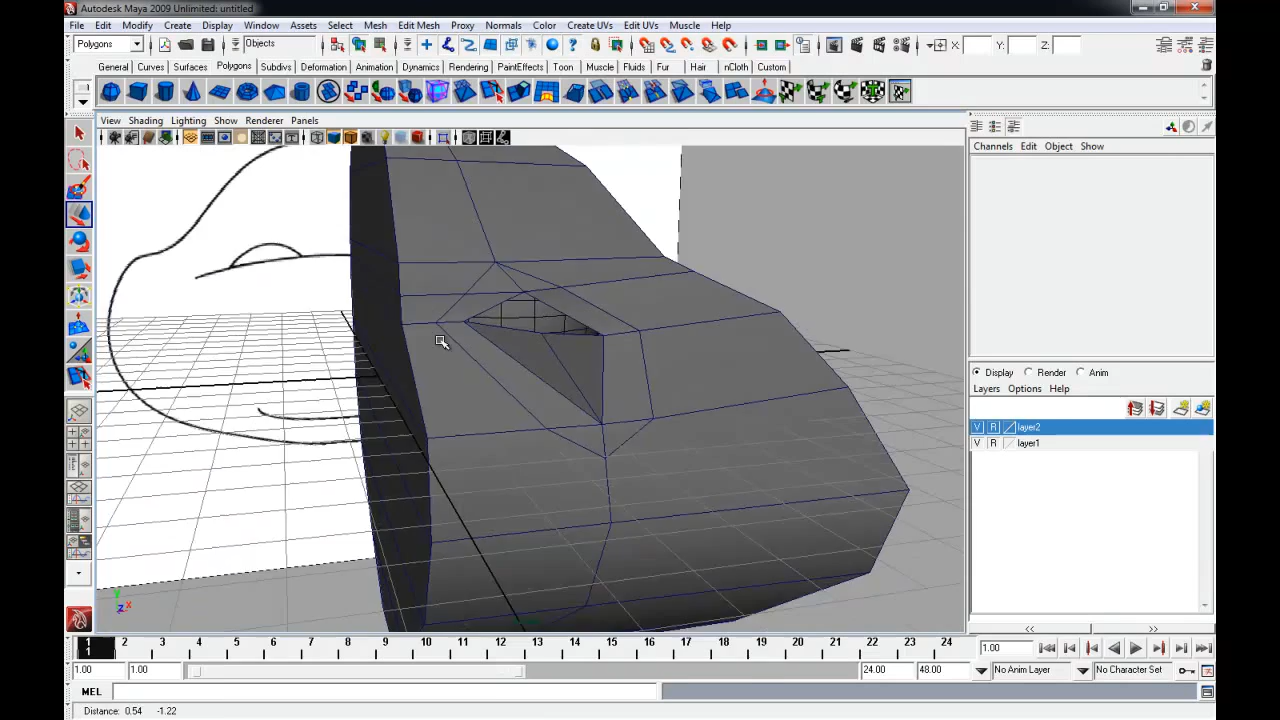 Autodesk Maya 2009 Unlimited: untitled
File Edit Modify Create Display Window Assets Select Mesh Edit Mesh Proxy Normals Color Create UVs Edit UVs Muscle Help
Polygons Objects X: Y: Z:
General Curves Surfaces Polygons Subdivs Deformation Animation Dynamics Rendering PaintEffects Toon Muscle Fluids Fur Hair nCloth Custom
View Shading Lighting Show Renderer Panels
Channels Edit Object Show
Display Render Anim
Layers Options Help
V R layer2
V R layer1
1 2 3 4 5 6 7 8 9 10 11 12 13 14 15 16 17 18 19 20 21 22 23 24 1.00
1
1.00 1.00 24.00 48.00 No Anim Layer No Character Set
MEL
Distance: 0.54 -1.22